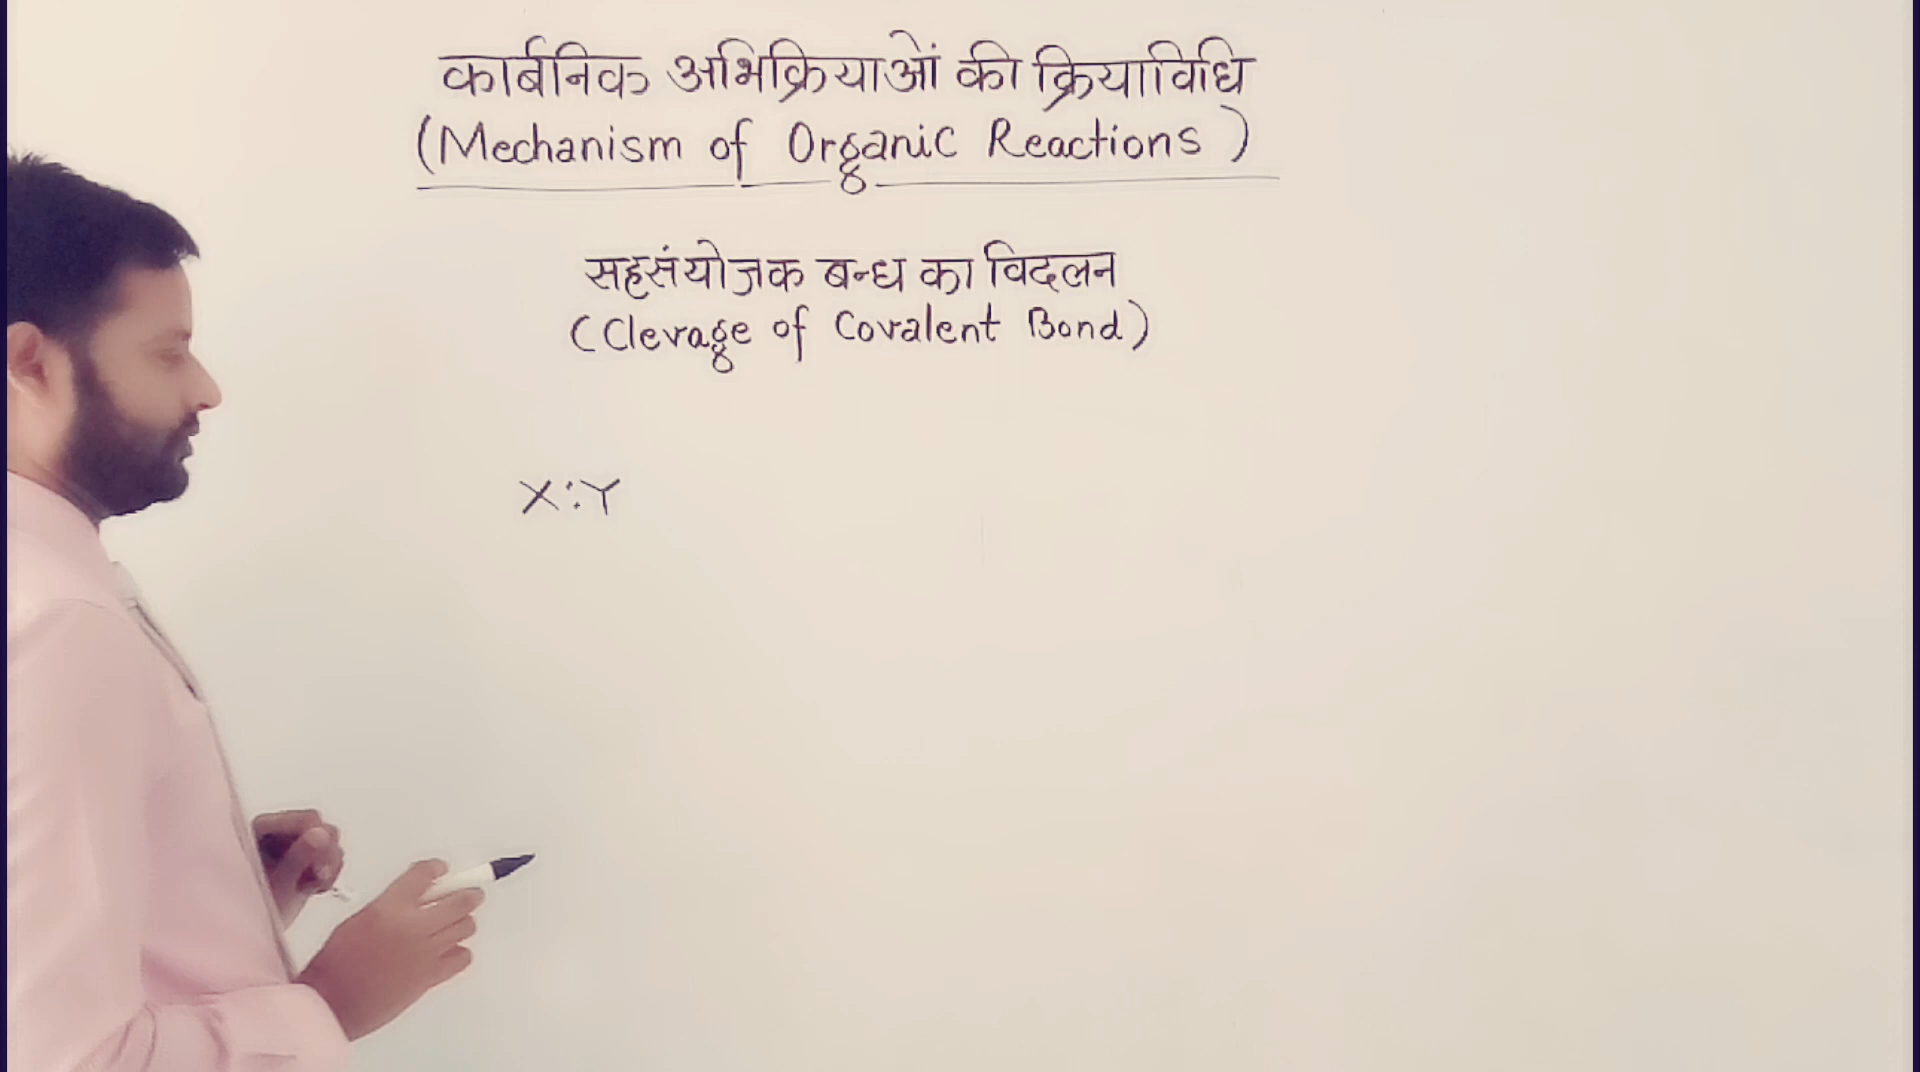 कार्बनिक अभिक्रियाओं की क्रियाविधि
(Mechanism of Organic Reactions)
सहसंयोजक बन्ध का विदलन
(Clevage of Covalent Bond)
X:Y